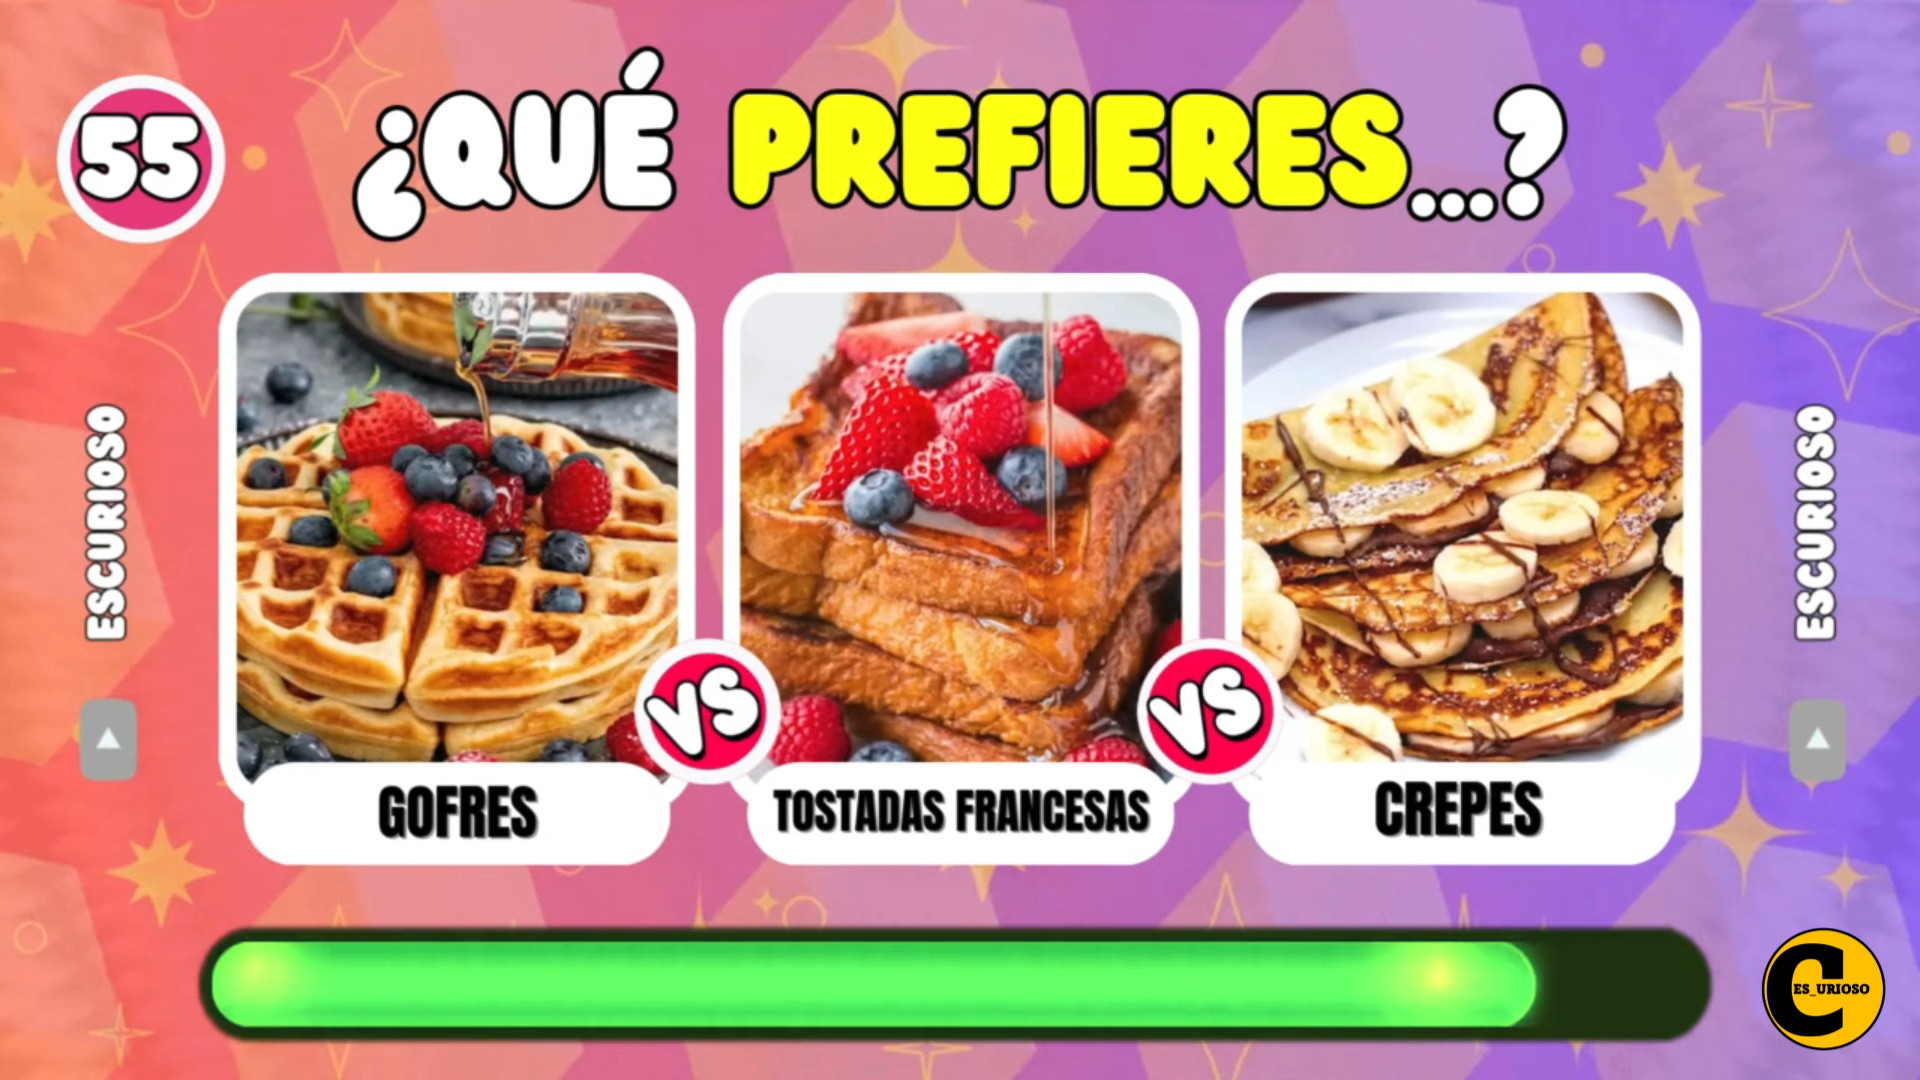 55
¿QUÉ PREFIERES...?
ESCURIOSO
ESCURIOSO
VS
VS
GOFRES
TOSTADAS FRANCESAS
CREPES
C
ES_URIOSO